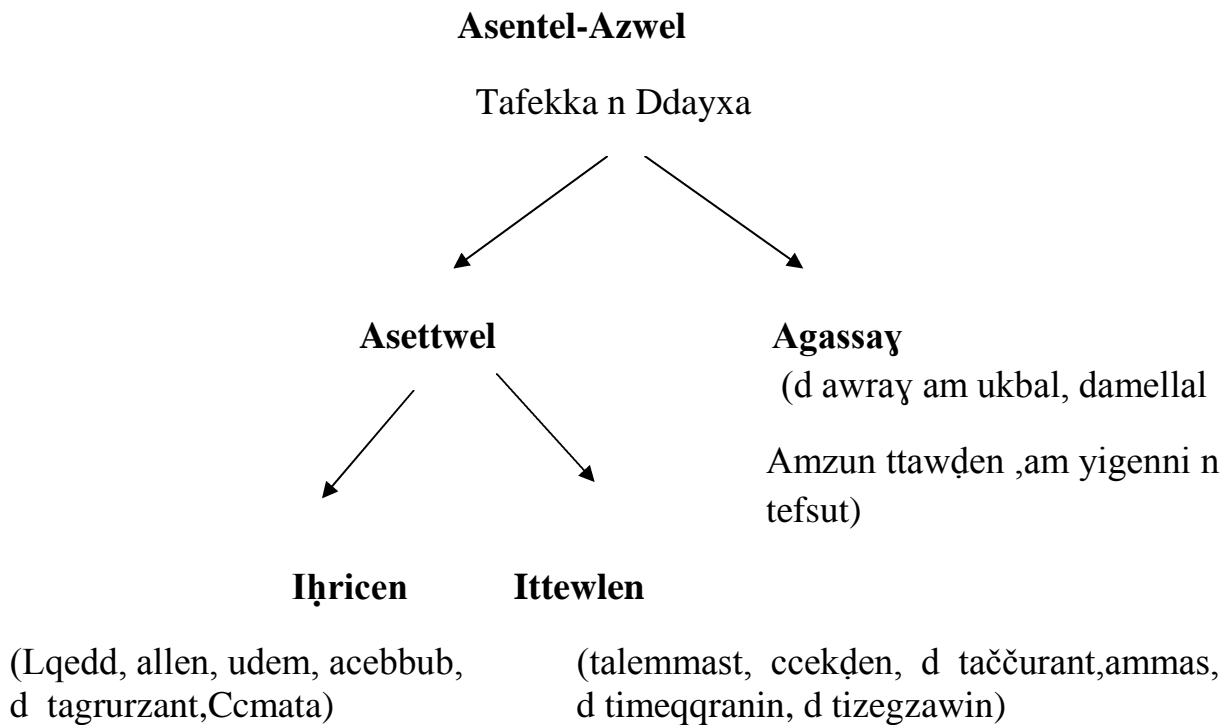 Asentel-Azwel
Tafekka n Ddayxa
Asettwel
Agassaɣ
(d awraɣ am ukbal, damellal
Amzun ttawḍen ,am yigenni n
tefsut)
Iḥricen
Ittewlen
(Lqedd, allen, udem, acebbub,
d tagrurzant,Ccmata)
(talemmast, ccekḍen, d taččurant,ammas,
d timeqqranin, d tizegzawin)